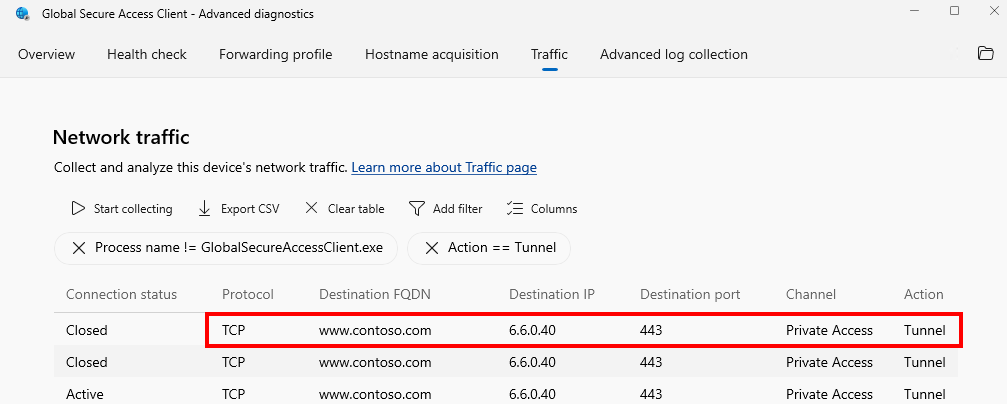 Global Secure Access Client - Advanced diagnostics
Overview Health check Forwarding profile Hostname acquisition Traffic Advanced log collection
Network traffic
Collect and analyze this device's network traffic. Learn more about Traffic page
Start collecting Export CSV Clear table Add filter Columns
Process name != GlobalSecureAccessClient.exe Action == Tunnel
Connection status Protocol Destination FQDN Destination IP Destination port Channel Action
Closed TCP www.contoso.com 6.6.0.40 443 Private Access Tunnel
Closed TCP www.contoso.com 6.6.0.40 443 Private Access Tunnel
Active TCP www.contoso.com 6.6.0.40 443 Private Access Tunnel